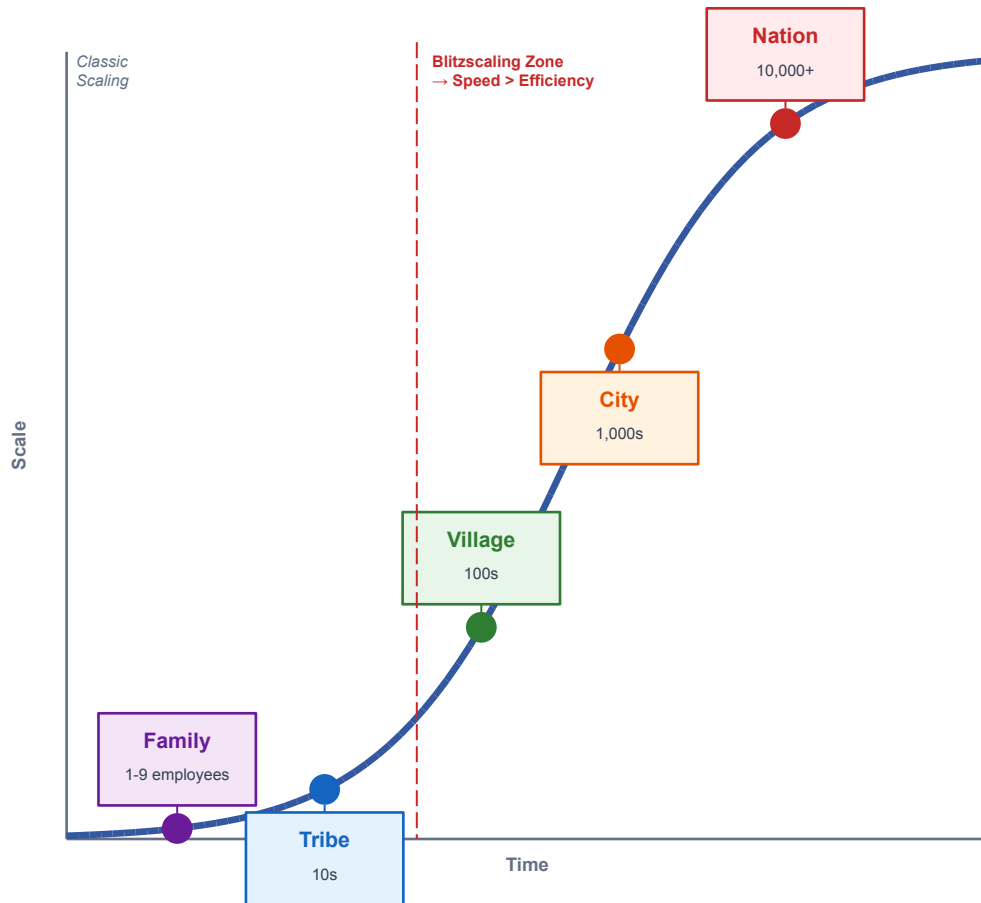 Classic
Scaling
Blitzscaling Zone
→ Speed > Efficiency
Nation
10,000+
City
1,000s
Scale
Village
100s
Family
1-9 employees
Tribe
10s
Time